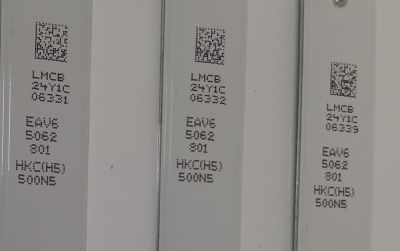 LMCB
24Y1C
06331
EAV6
5062
801
HKC(H5)
500N5
LMCB
24Y1C
06332
EAV6
5062
801
HKC(H5)
500N5
LMCB
24Y1C
06339
EAV6
5062
801
HKC(H5)
500N5